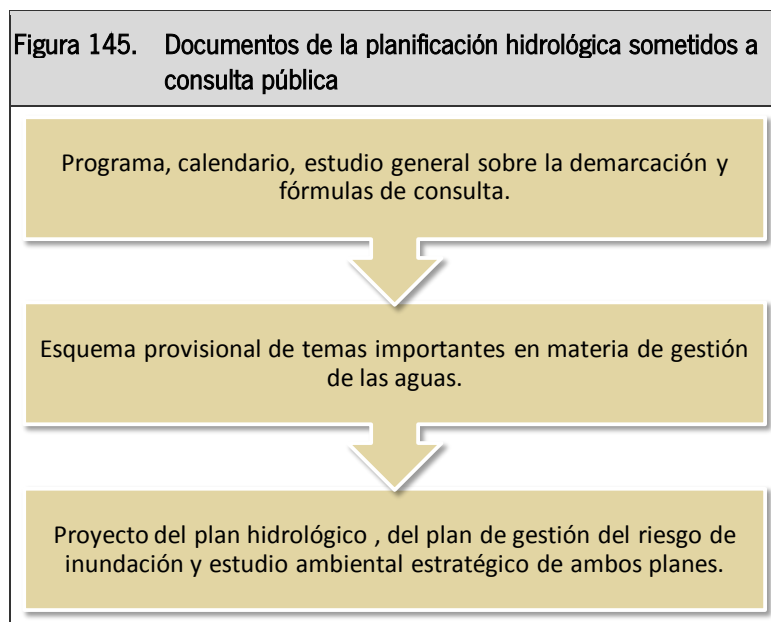 Figura 145. Documentos de la planificación hidrológica sometidos a
consulta pública
Programa, calendario, estudio general sobre la demarcación y
fórmulas de consulta.
Esquema provisional de temas importantes en materia de gestión
de las aguas.
Proyecto del plan hidrológico , del plan de gestión del riesgo de
inundación y estudio ambiental estratégico de ambos planes.